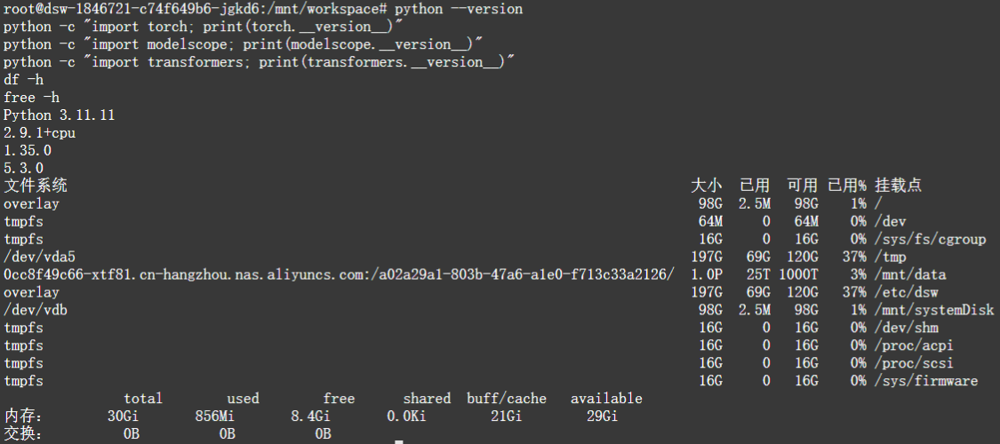 root@dsw-1846721-c74f649b6-jgkd6:/mnt/workspace# python --version
python -c "import torch; print(torch.__version__)"
python -c "import modelscope; print(modelscope.__version__)"
python -c "import transformers; print(transformers.__version__)"
df -h
free -h
Python 3.11.11
2.9.1+cpu
1.35.0
5.3.0
文件系统 大小 已用 可用 已用% 挂载点
overlay 98G 2.5M 98G 1% /
tmpfs 64M 0 64M 0% /dev
tmpfs 16G 0 16G 0% /sys/fs/cgroup
/dev/vda5 197G 69G 120G 37% /tmp
0cc8f49c66-xtf81.cn-hangzhou.nas.aliyuncs.com:/a02a29a1-803b-47a6-a1e0-f713c33a2126/ 1.0P 25T 1000T 3% /mnt/data
overlay 197G 69G 120G 37% /etc/dsw
/dev/vdb 98G 2.5M 98G 1% /mnt/systemDisk
tmpfs 16G 0 16G 0% /dev/shm
tmpfs 16G 0 16G 0% /proc/acpi
tmpfs 16G 0 16G 0% /proc/scsi
tmpfs 16G 0 16G 0% /sys/firmware
total used free shared buff/cache available
内存: 30Gi 856Mi 8.4Gi 0.0Ki 21Gi 29Gi
交换: 0B 0B 0B